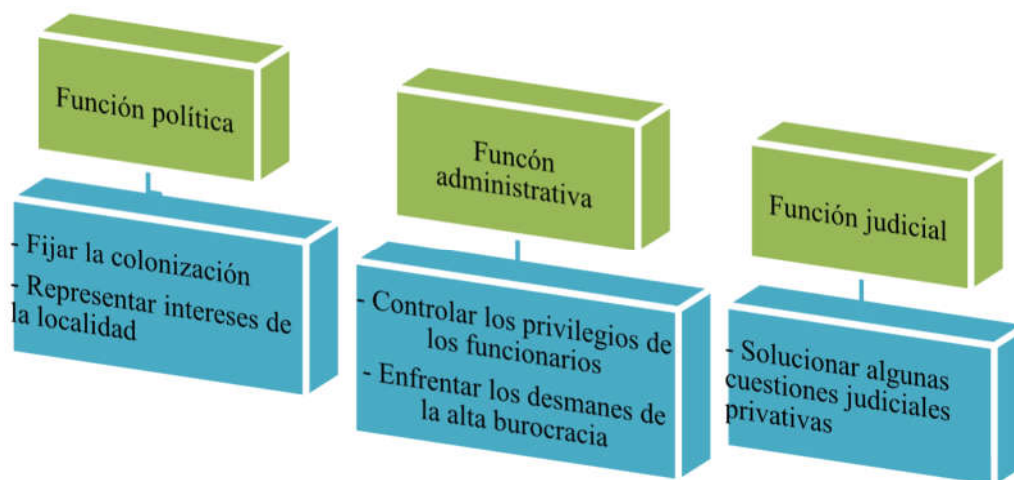 Función política
- Fijar la colonización
- Representar intereses de
la localidad
Funcón
administrativa
- Controlar los privilegios de
los funcionarios
- Enfrentar los desmanes de
la alta burocracia
Función judicial
- Solucionar algunas
cuestiones judiciales
privativas